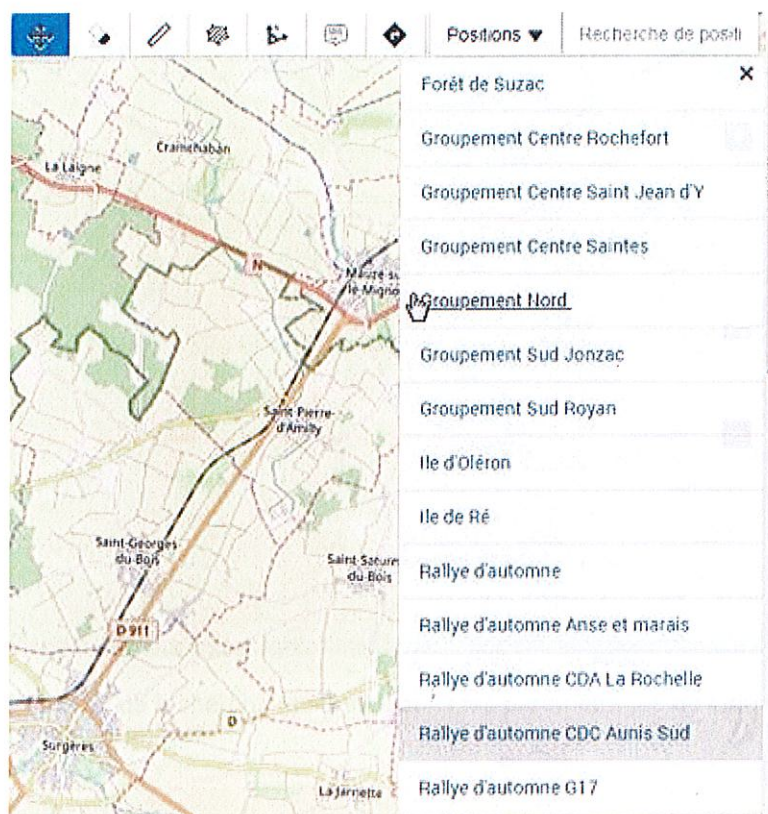 Positions
Recherche de positi
Forêt de Suzac
Groupement Centre Rochefort
Groupement Centre Saint Jean d'Y
Groupement Centre Saintes
Groupement Nord
Groupement Sud Jonzac
Groupement Sud Royan
Ile d'Oléron
Ile de Ré
Rallye d'automne
Rallye d'automne Anse et marais
Rallye d'automne CDA La Rochelle
Rallye d'automne CDC Aunis Sud
Rallye d'automne G17
Cramchaban
La Laigne
N
le Migno
Saint-Pierre-
d'Amilly
Saint-Georges-
du-Bois
Saint-Saturn
du-Bois
D 911
D
Surgères
La Jarnette